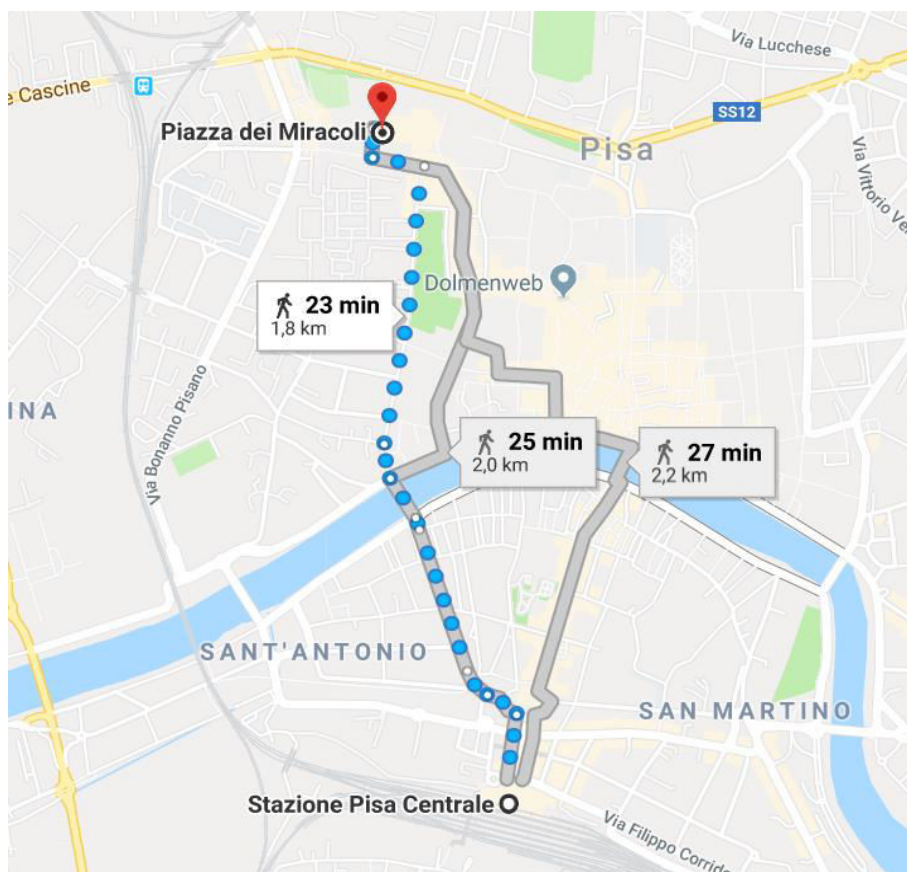 Via Lucchese
e Cascine
SS12
Piazza dei Miracoli
Pisa
Via Vittorio Ve
Dolmenweb
23 min
1,8 km
INA
Via Bonanno Pisano
25 min
2,0 km
27 min
2,2 km
SANT'ANTONIO
SAN MARTINO
Stazione Pisa Centrale
Via Filippo Corrido